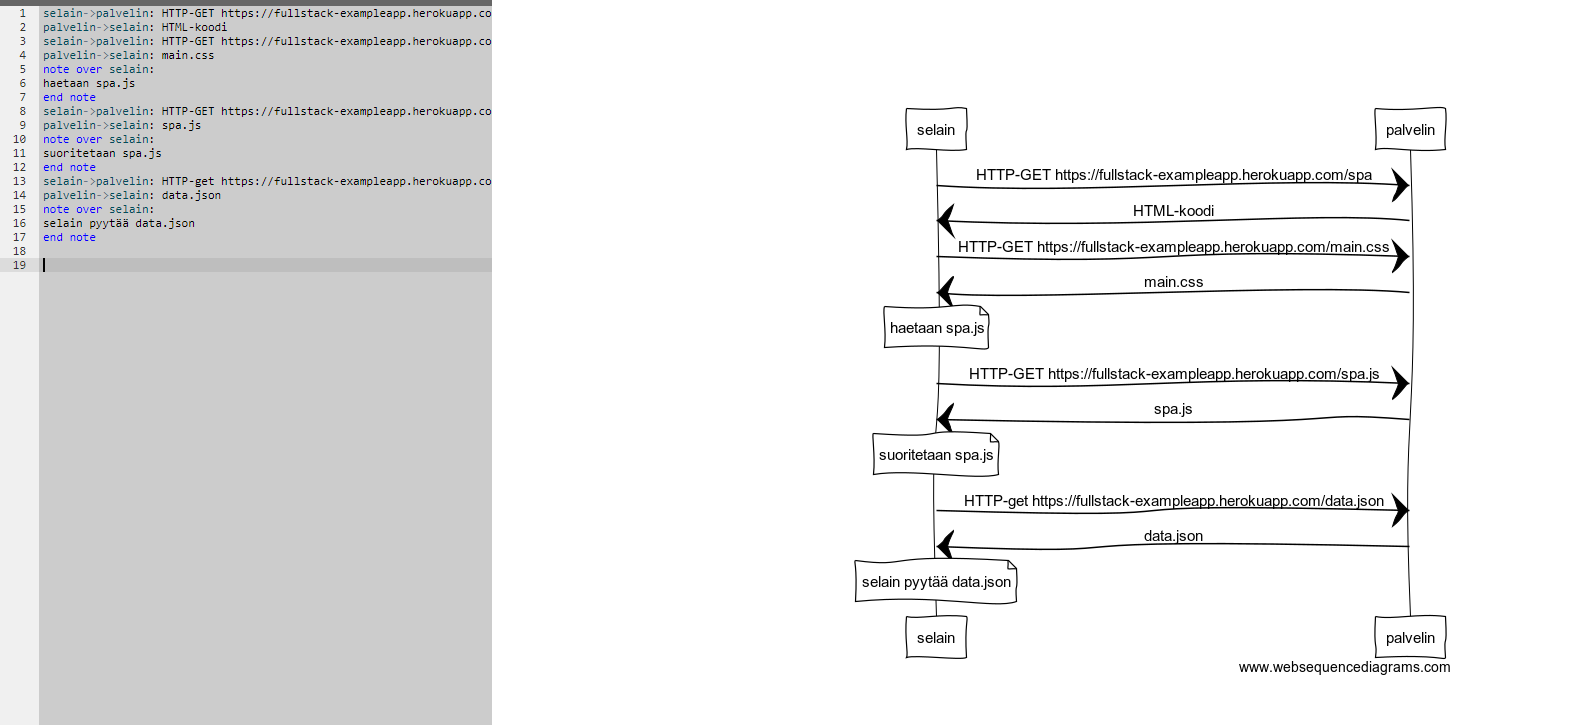 1 selain->palvelin: HTTP-GET https://fullstack-exampleapp.herokuapp.co
2 palvelin->selain: HTML-koodi
3 selain->palvelin: HTTP-GET https://fullstack-exampleapp.herokuapp.co
4 palvelin->selain: main.css
5 note over selain:
6 haetaan spa.js
7 end note
8 selain->palvelin: HTTP-GET https://fullstack-exampleapp.herokuapp.co
9 palvelin->selain: spa.js
10 note over selain:
11 suoritetaan spa.js
12 end note
13 selain->palvelin: HTTP-get https://fullstack-exampleapp.herokuapp.co
14 palvelin->selain: data.json
15 note over selain:
16 selain pyytää data.json
17 end note
18
19
selain palvelin
HTTP-GET https://fullstack-exampleapp.herokuapp.com/spa
HTML-koodi
HTTP-GET https://fullstack-exampleapp.herokuapp.com/main.css
main.css
haetaan spa.js
HTTP-GET https://fullstack-exampleapp.herokuapp.com/spa.js
spa.js
suoritetaan spa.js
HTTP-get https://fullstack-exampleapp.herokuapp.com/data.json
data.json
selain pyytää data.json
selain palvelin
www.websequencediagrams.com